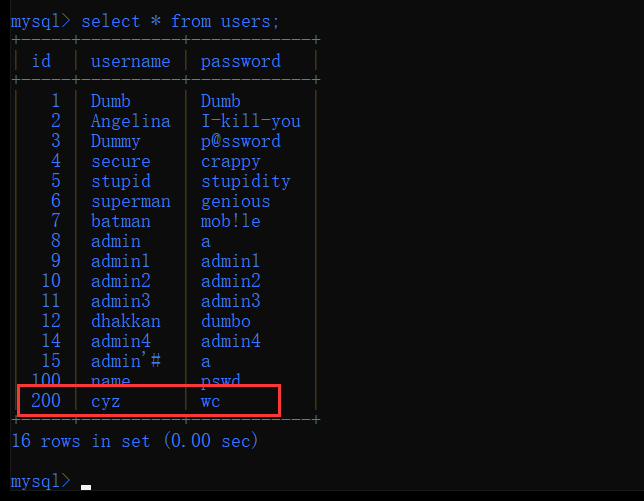 mysql> select * from users;
id username password
1 Dumb Dumb
2 Angelina I-kill-you
3 Dummy p@ssword
4 secure crappy
5 stupid stupidity
6 superman genious
7 batman mob!le
8 admin a
9 admin1 admin1
10 admin2 admin2
11 admin3 admin3
12 dhakkan dumbo
14 admin4 admin4
15 admin'# a
100 name pswd
200 cyz wc
16 rows in set (0.00 sec)
mysql>